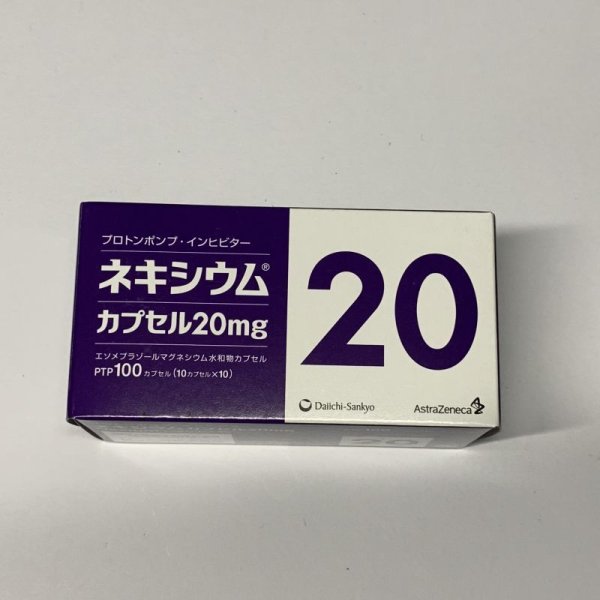 プロトンポンプ・インヒビター
ネキシウム®
カプセル20mg
エソメプラゾールマグネシウム水和物カプセル
PTP100カプセル(10カプセル×10)
20
Daiichi-Sankyo
AstraZeneca